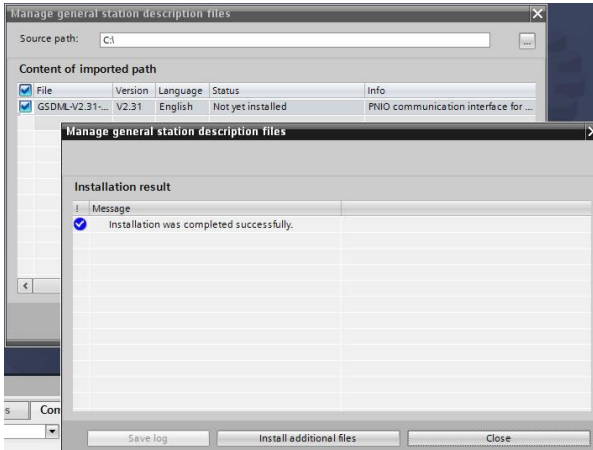 Manage general station description files
Source path: C:\ ...
Content of imported path
File Version Language Status Info
GSDML-V2.31-... V2.31 English Not yet installed PNIO communication interface for ...
Manage general station description files
Installation result
! Message
Installation was completed successfully.
s Con
Save log Install additional files Close